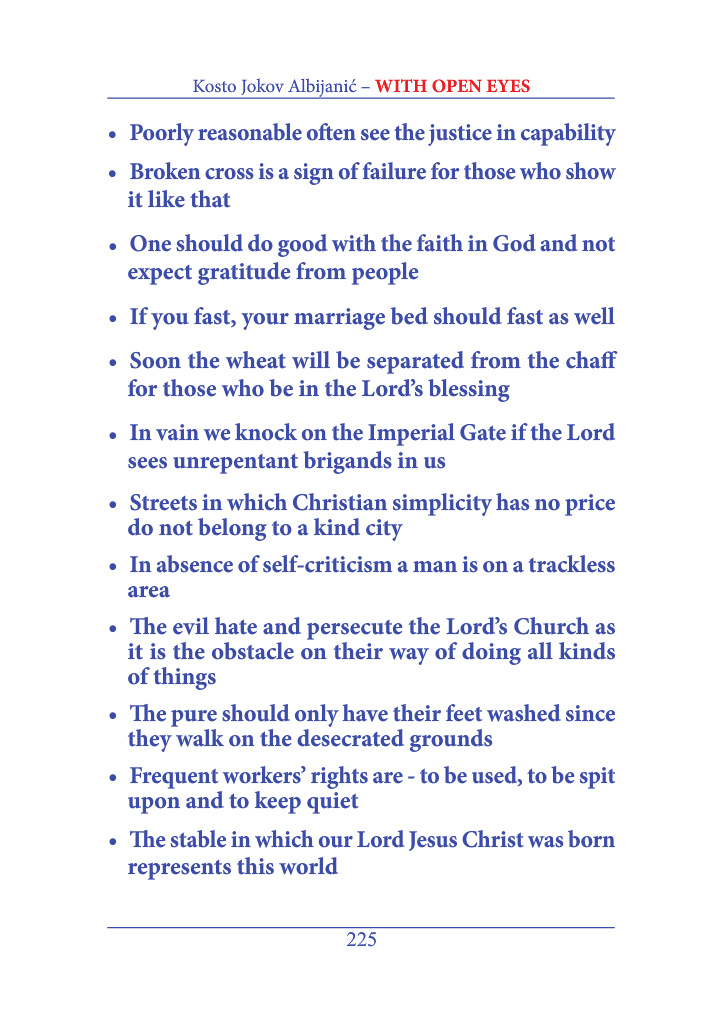 Kosto Jokov Albijanić – WITH OPEN EYES
• Poorly reasonable often see the justice in capability
• Broken cross is a sign of failure for those who show
it like that
• One should do good with the faith in God and not
expect gratitude from people
• If you fast, your marriage bed should fast as well
• Soon the wheat will be separated from the chaff
for those who be in the Lord’s blessing
• In vain we knock on the Imperial Gate if the Lord
sees unrepentant brigands in us
• Streets in which Christian simplicity has no price
do not belong to a kind city
• In absence of self-criticism a man is on a trackless
area
• The evil hate and persecute the Lord’s Church as
it is the obstacle on their way of doing all kinds
of things
• The pure should only have their feet washed since
they walk on the desecrated grounds
• Frequent workers’ rights are - to be used, to be spit
upon and to keep quiet
• The stable in which our Lord Jesus Christ was born
represents this world
225